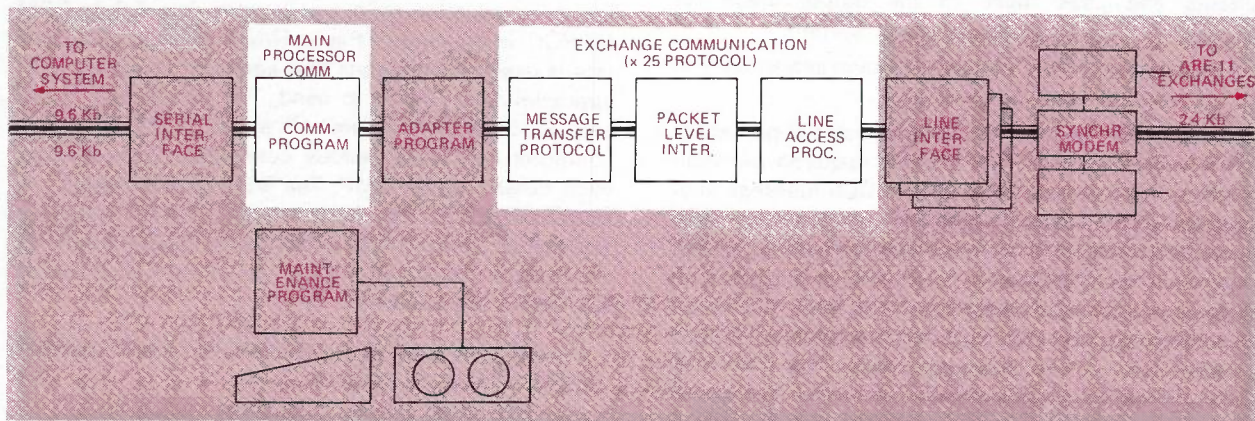 TO
COMPUTER
SYSTEM
9.6 Kb
9.6 Kb
SERIAL
INTER-
FACE
MAIN
PROCESSOR
COMM.
COMM-
PROGRAM
ADAPTER
PROGRAM
EXCHANGE COMMUNICATION
(x 25 PROTOCOL)
MESSAGE
TRANSFER
PROTOCOL
PACKET
LEVEL
INTER.
LINE
ACCESS
PROC.
LINE
INTER-
FACE
SYNCHR
MODEM
TO
ARE-11
EXCHANGES
2.4 Kb
MAINT-
ENANCE
PROGRAM